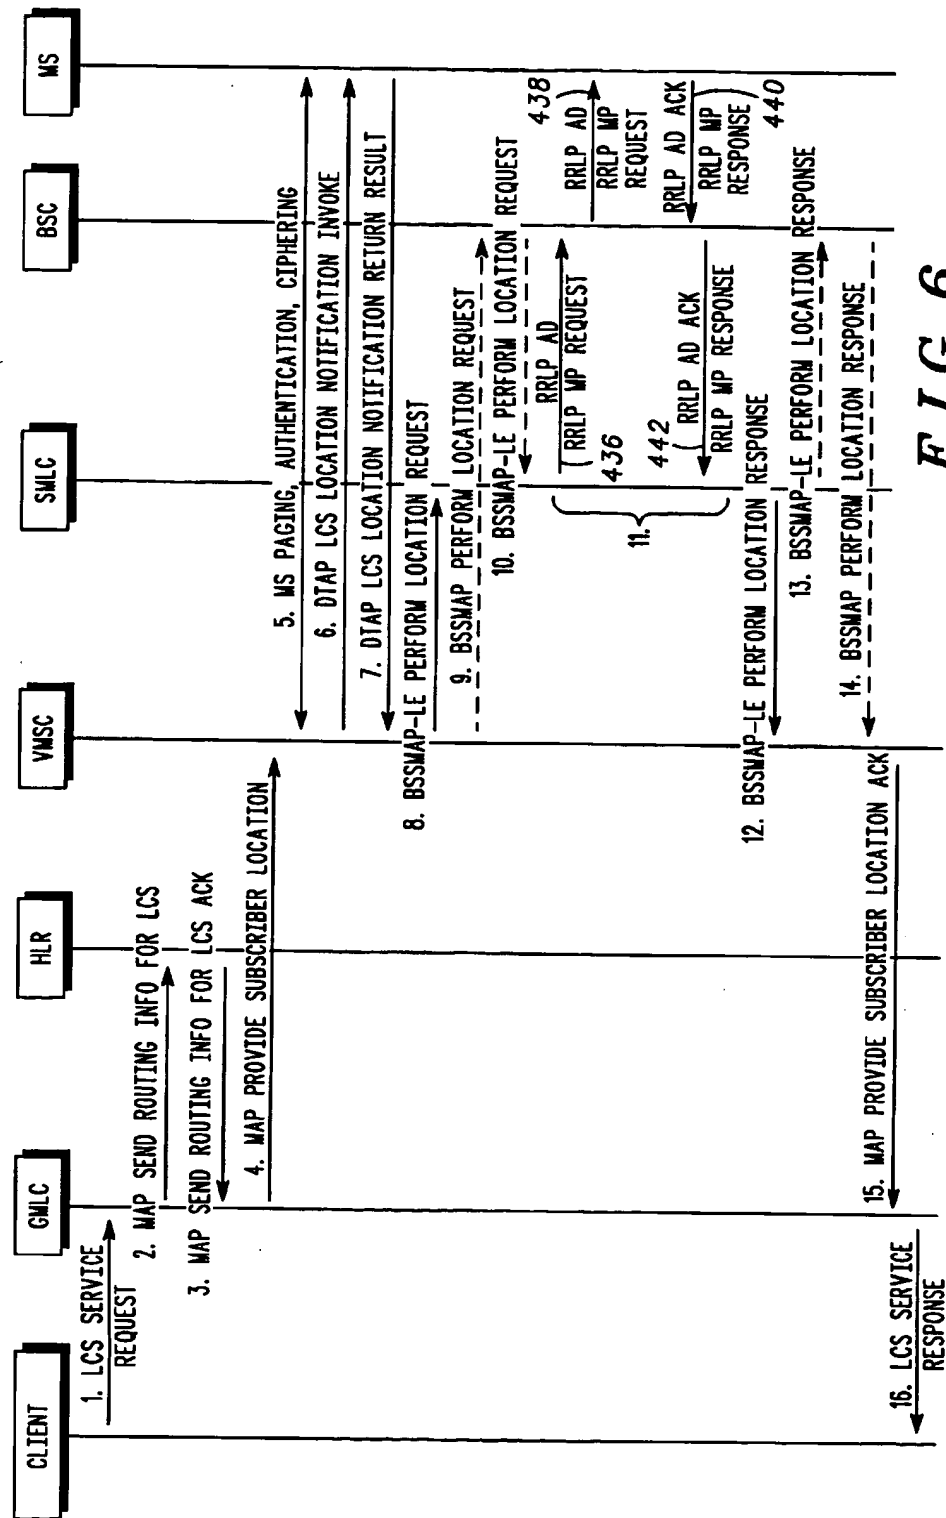 CLIENT
GMLC
HLR
VMSC
SMLC
BSC
MS
1. LCS SERVICE
REQUEST
2. MAP SEND ROUTING INFO FOR LCS
3. MAP SEND ROUTING INFO FOR LCS ACK
4. MAP PROVIDE SUBSCRIBER LOCATION
5. MS PAGING, AUTHENTICATION, CIPHERING
6. DTAP LCS LOCATION NOTIFICATION INVOKE
7. DTAP LCS LOCATION NOTIFICATION RETURN RESULT
8. BSSMAP-LE PERFORM LOCATION REQUEST
9. BSSMAP PERFORM LOCATION REQUEST
10. BSSMAP-LE PERFORM LOCATION REQUEST
11.
RRLP AD
RRLP MP REQUEST
436
RRLP AD
RRLP MP
REQUEST
438
RRLP AD ACK
RRLP MP
RESPONSE
440
442
RRLP AD ACK
RRLP MP RESPONSE
12. BSSMAP-LE PERFORM LOCATION RESPONSE
13. BSSMAP-LE PERFORM LOCATION RESPONSE
14. BSSMAP PERFORM LOCATION RESPONSE
15. MAP PROVIDE SUBSCRIBER LOCATION ACK
16. LCS SERVICE
RESPONSE
FIG.6